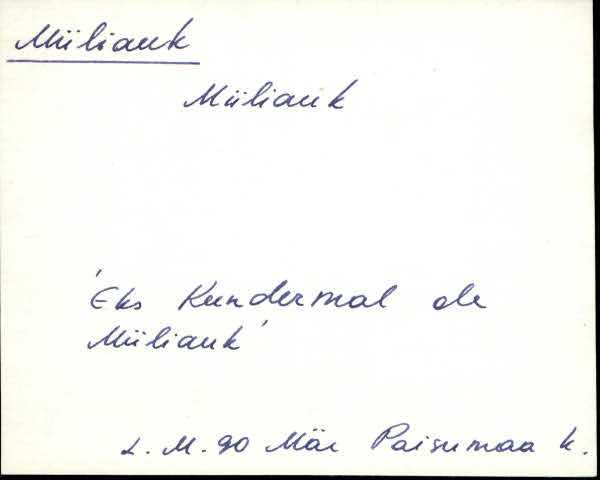 Müliauk
Müliauk
'Eks Kundermal ole
Müliauk'
L. M. 90 Mär Paisumaa k.